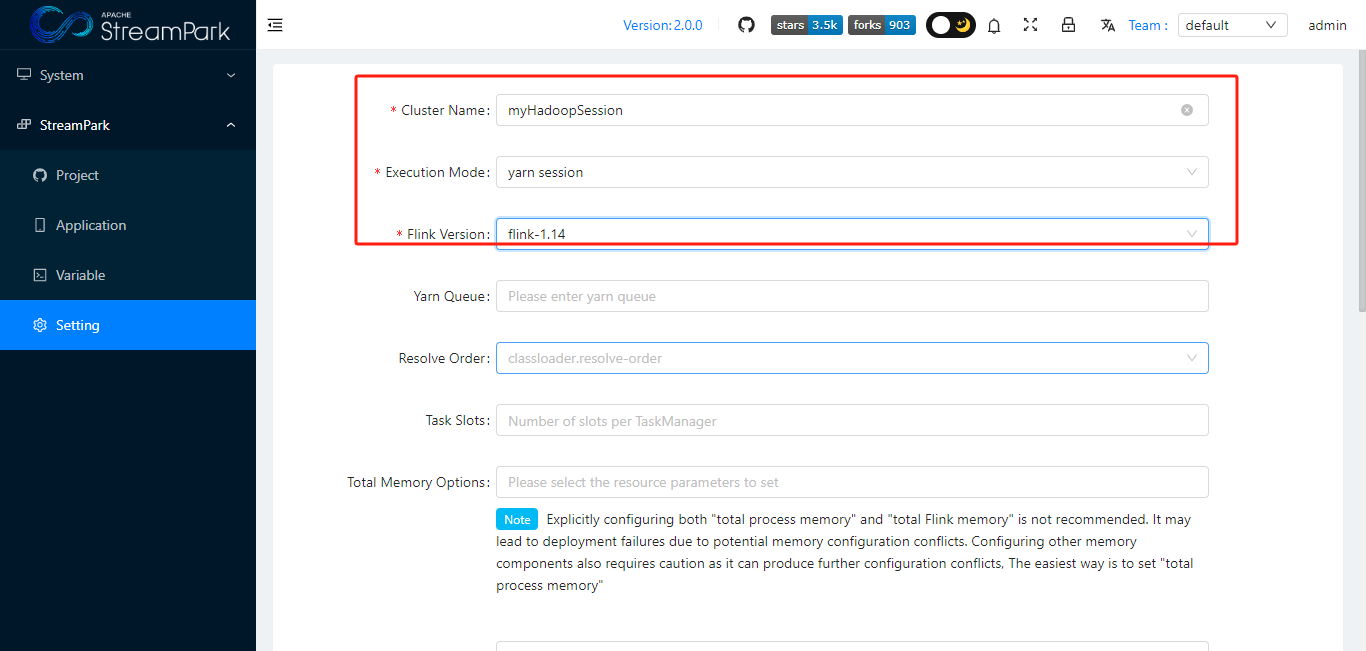 APACHE
StreamPark
Version:2.0.0
stars 3.5k
forks 903
Team :
default
admin
System
StreamPark
Project
Application
Variable
Setting
* Cluster Name:
myHadoopSession
* Execution Mode:
yarn session
* Flink Version:
flink-1.14
Yarn Queue:
Please enter yarn queue
Resolve Order:
classloader.resolve-order
Task Slots:
Number of slots per TaskManager
Total Memory Options:
Please select the resource parameters to set
Note Explicitly configuring both "total process memory" and "total Flink memory" is not recommended. It may
lead to deployment failures due to potential memory configuration conflicts. Configuring other memory
components also requires caution as it can produce further configuration conflicts, The easiest way is to set "total
process memory"